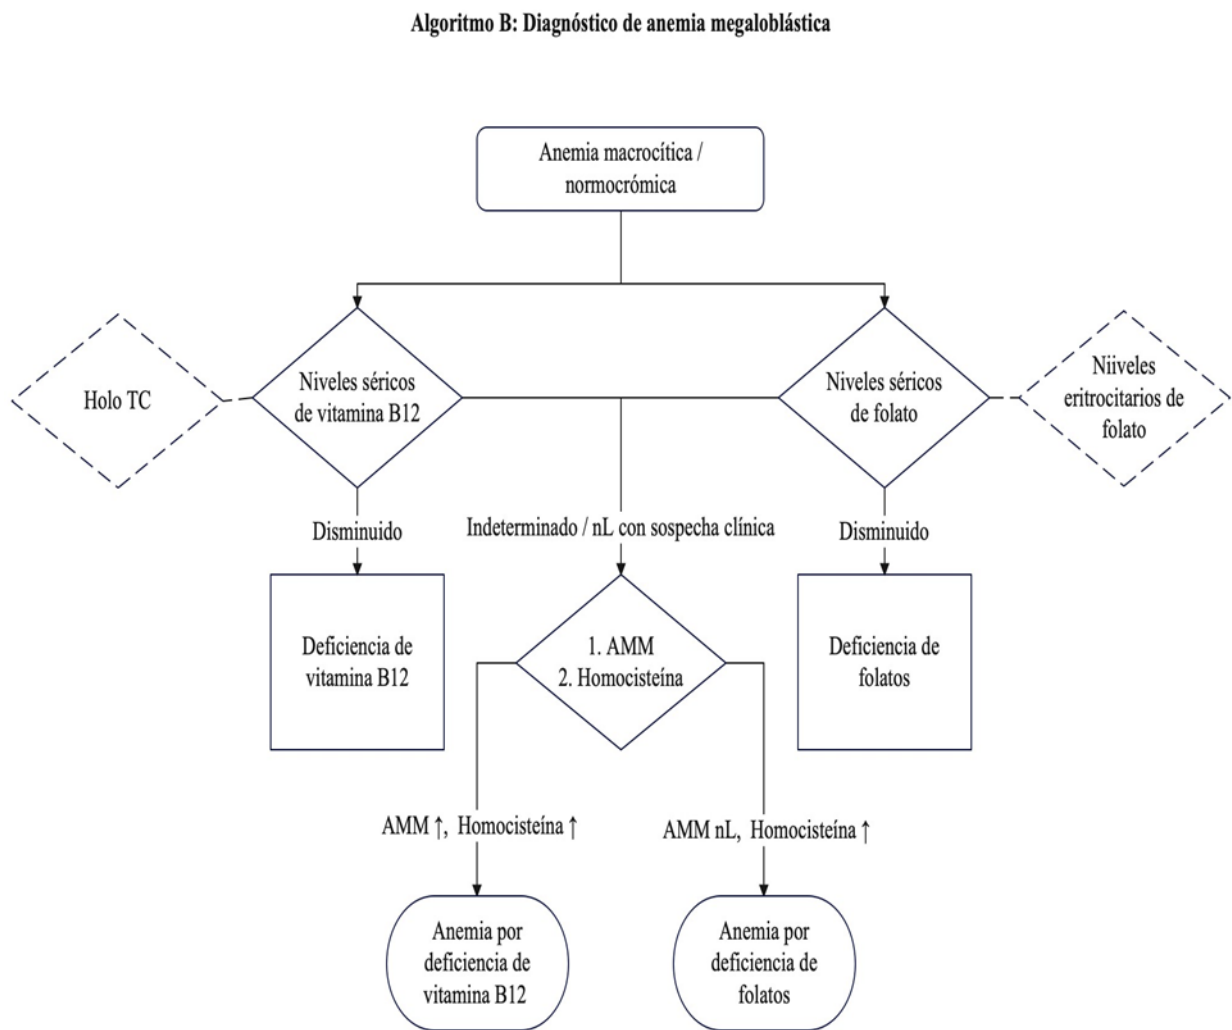 Algoritmo B: Diagnóstico de anemia megaloblástica
Anemia macrocítica /
normocrómica
Holo TC
Niveles séricos
de vitamina B12
Niveles séricos
de folato
Niiveles
eritrocitarios de
folato
Disminuido
Indeterminado / nL con sospecha clínica
Disminuido
Deficiencia de
vitamina B12
1. AMM
2. Homocisteína
Deficiencia de
folatos
AMM ↑, Homocisteína ↑
AMM nL, Homocisteína ↑
Anemia por
deficiencia de
vitamina B12
Anemia por
deficiencia de
folatos